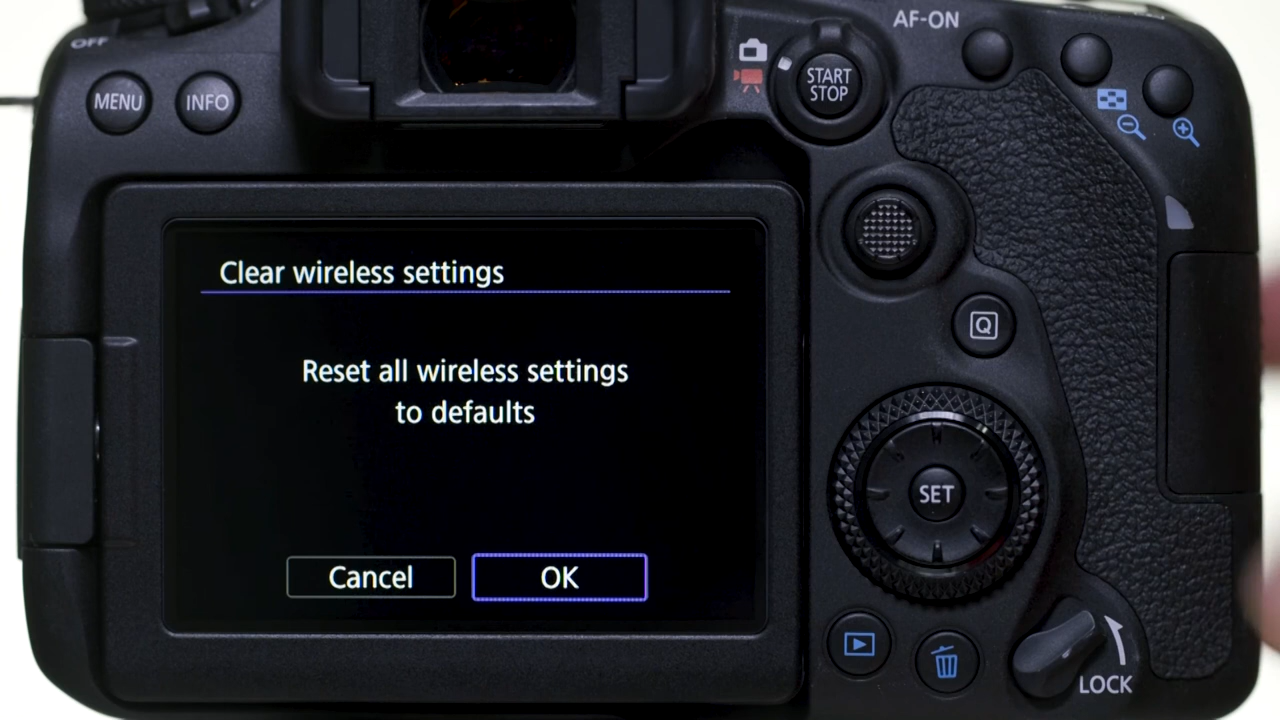 AF-ON
OFF
MENU
INFO
START
STOP
Clear wireless settings
Q
Reset all wireless settings
to defaults
SET
Cancel
OK
LOCK